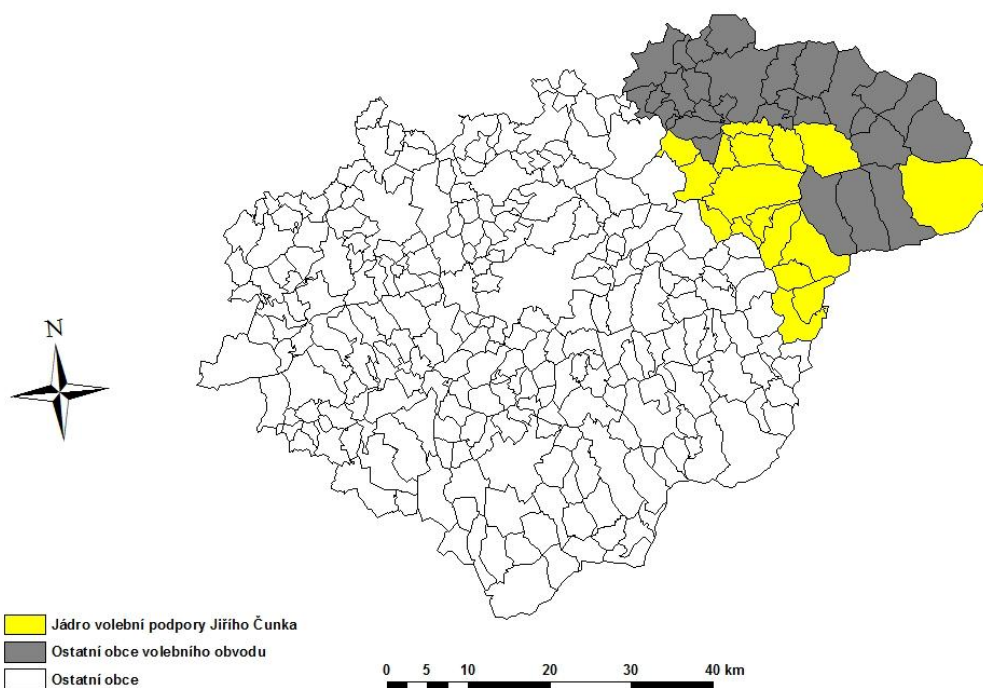 N
Jádro volební podpory Jiřího Čunka
Ostatní obce volebního obvodu
Ostatní obce
0 5 10 20 30 40 km